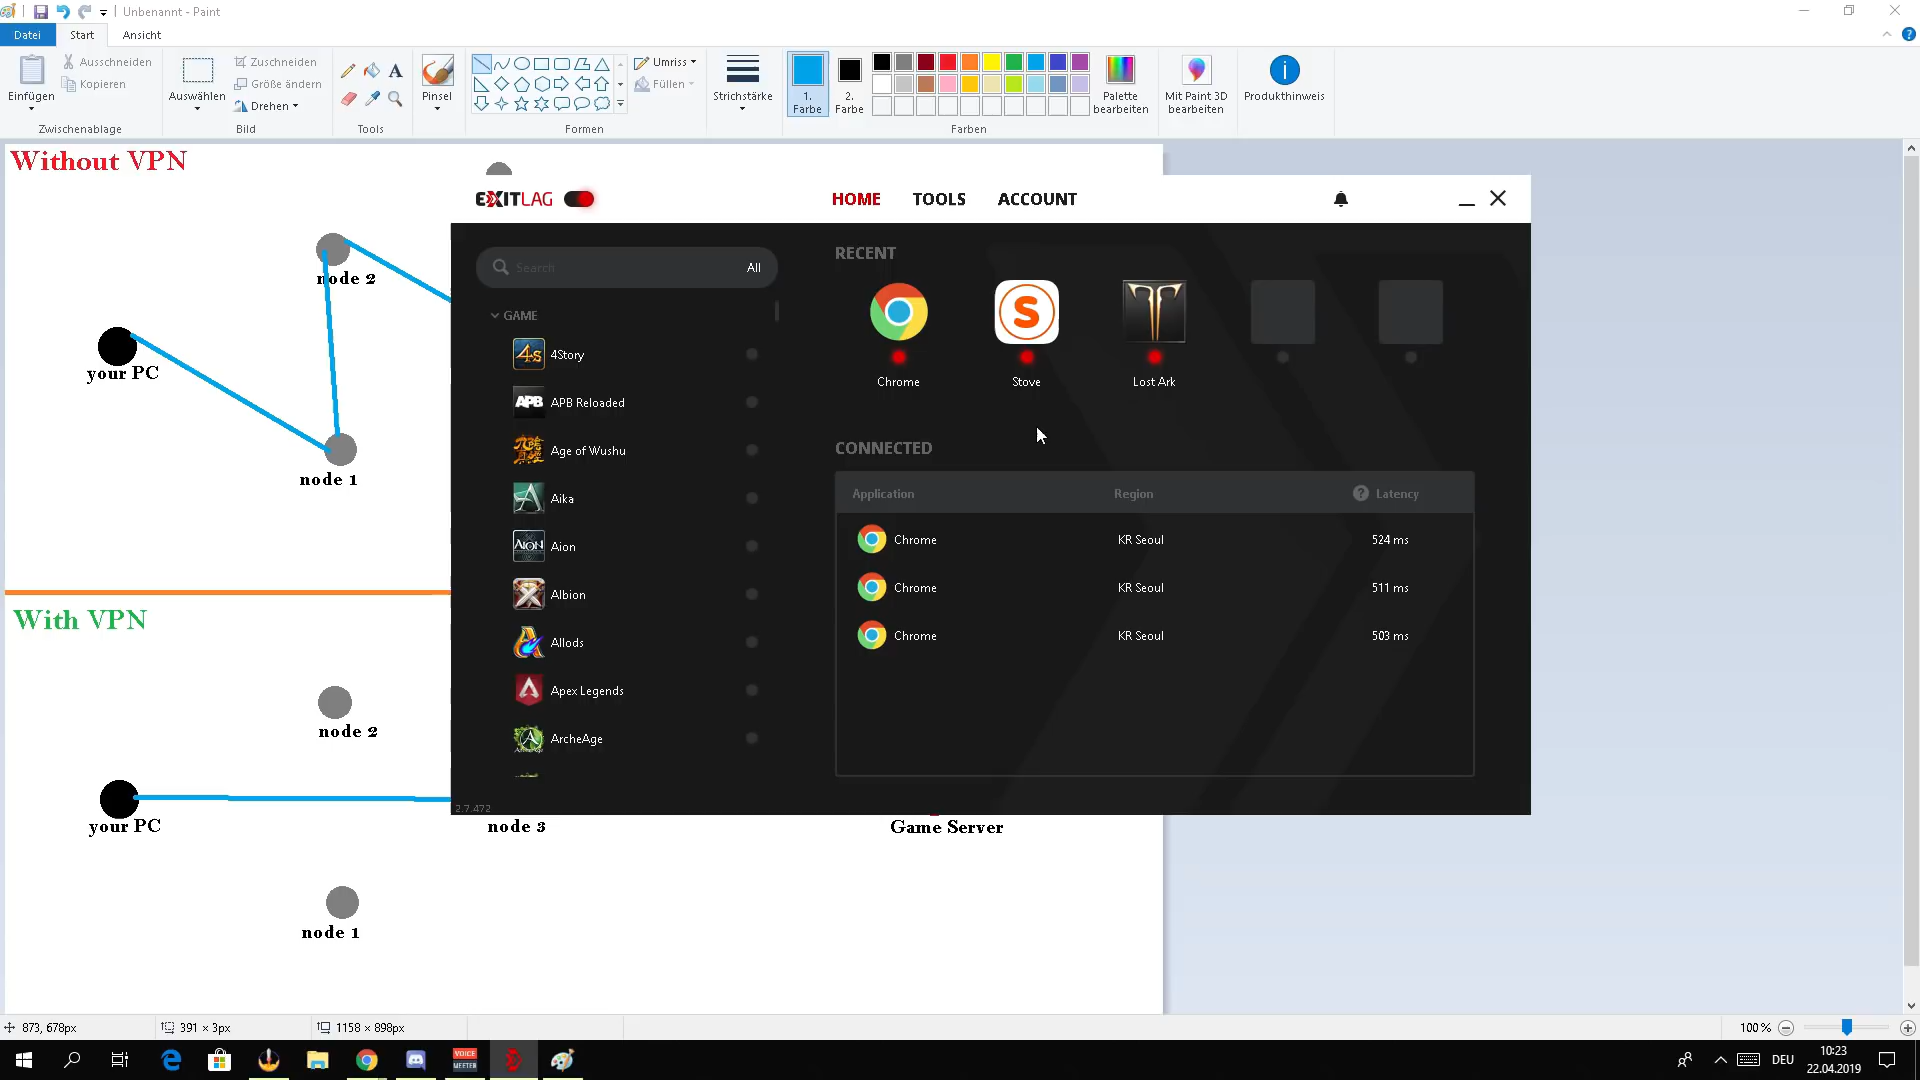 Unbenannt - Paint
Datei
Start
Ansicht
Einfügen
Ausschneiden
Kopieren
Zwischenablage
Auswählen
Zuschneiden
Größe ändern
Drehen
Bild
A
Tools
Pinsel
Formen
Umriss
Füllen
Strichstärke
1.
Farbe
2.
Farbe
Farben
Palette
bearbeiten
Mit Paint 3D
bearbeiten
Produkthinweis
Without VPN
node 2
your PC
node 1
With VPN
node 2
your PC
node 3
Game Server
node 1
EXITLAG
HOME
TOOLS
ACCOUNT
Search
All
GAME
4Story
APB Reloaded
Age of Wushu
Aika
Aion
Albion
Allods
Apex Legends
ArcheAge
2.7.472
RECENT
Chrome
Stove
Lost Ark
CONNECTED
Application Region Latency
Chrome KR Seoul 524 ms
Chrome KR Seoul 511 ms
Chrome KR Seoul 503 ms
873, 678px
391 × 3px
1158 × 898px
100%
VOICE
MEETER
DEU
10:23
22.04.2019